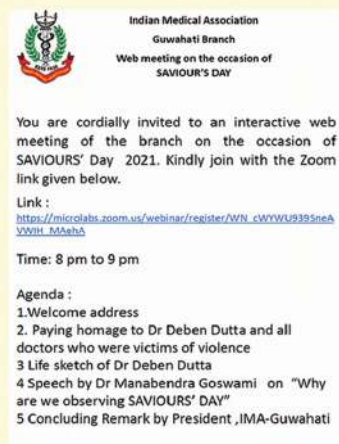 Indian Medical Association
Guwahati Branch
Web meeting on the occasion of
SAVIOUR'S DAY
You are cordially invited to an interactive web
meeting of the branch on the occasion of
SAVIOURS' Day 2021. Kindly join with the Zoom
link given below.
Link :
https://microlabs.zoom.us/webinar/register/WN_cWYWU939SneA
VWIH_MAehA
Time: 8 pm to 9 pm
Agenda :
1.Welcome address
2. Paying homage to Dr Deben Dutta and all
doctors who were victims of violence
3 Life sketch of Dr Deben Dutta
4 Speech by Dr Manabendra Goswami on "Why
are we observing SAVIOURS' DAY"
5 Concluding Remark by President ,IMA-Guwahati